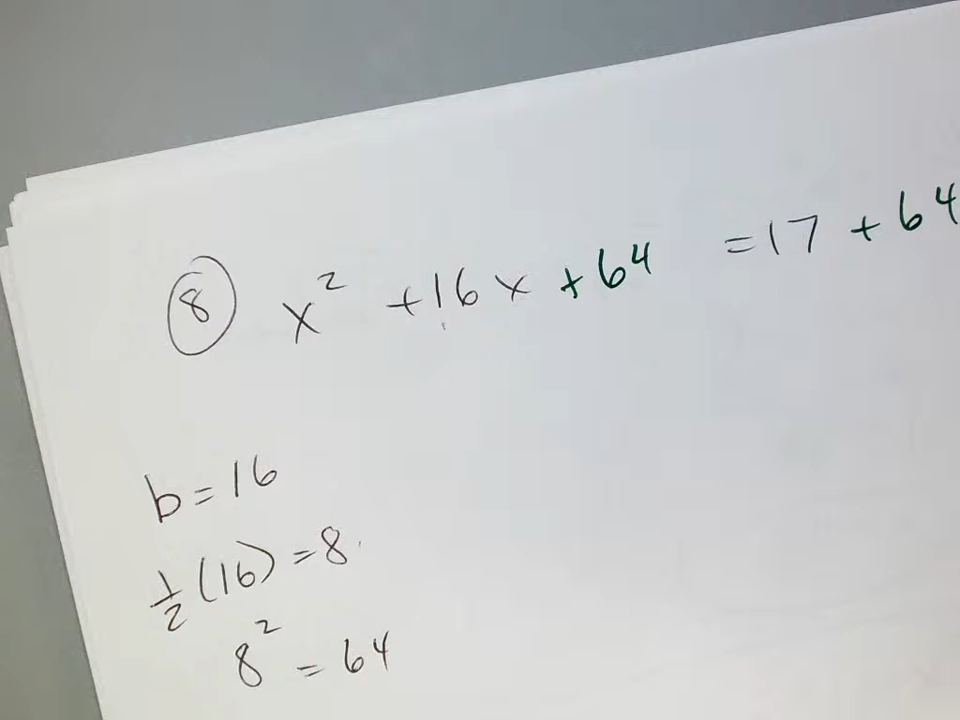 ⑧ x² +16x +64 =17 +64
b=16
½(16)=8
8² = 64